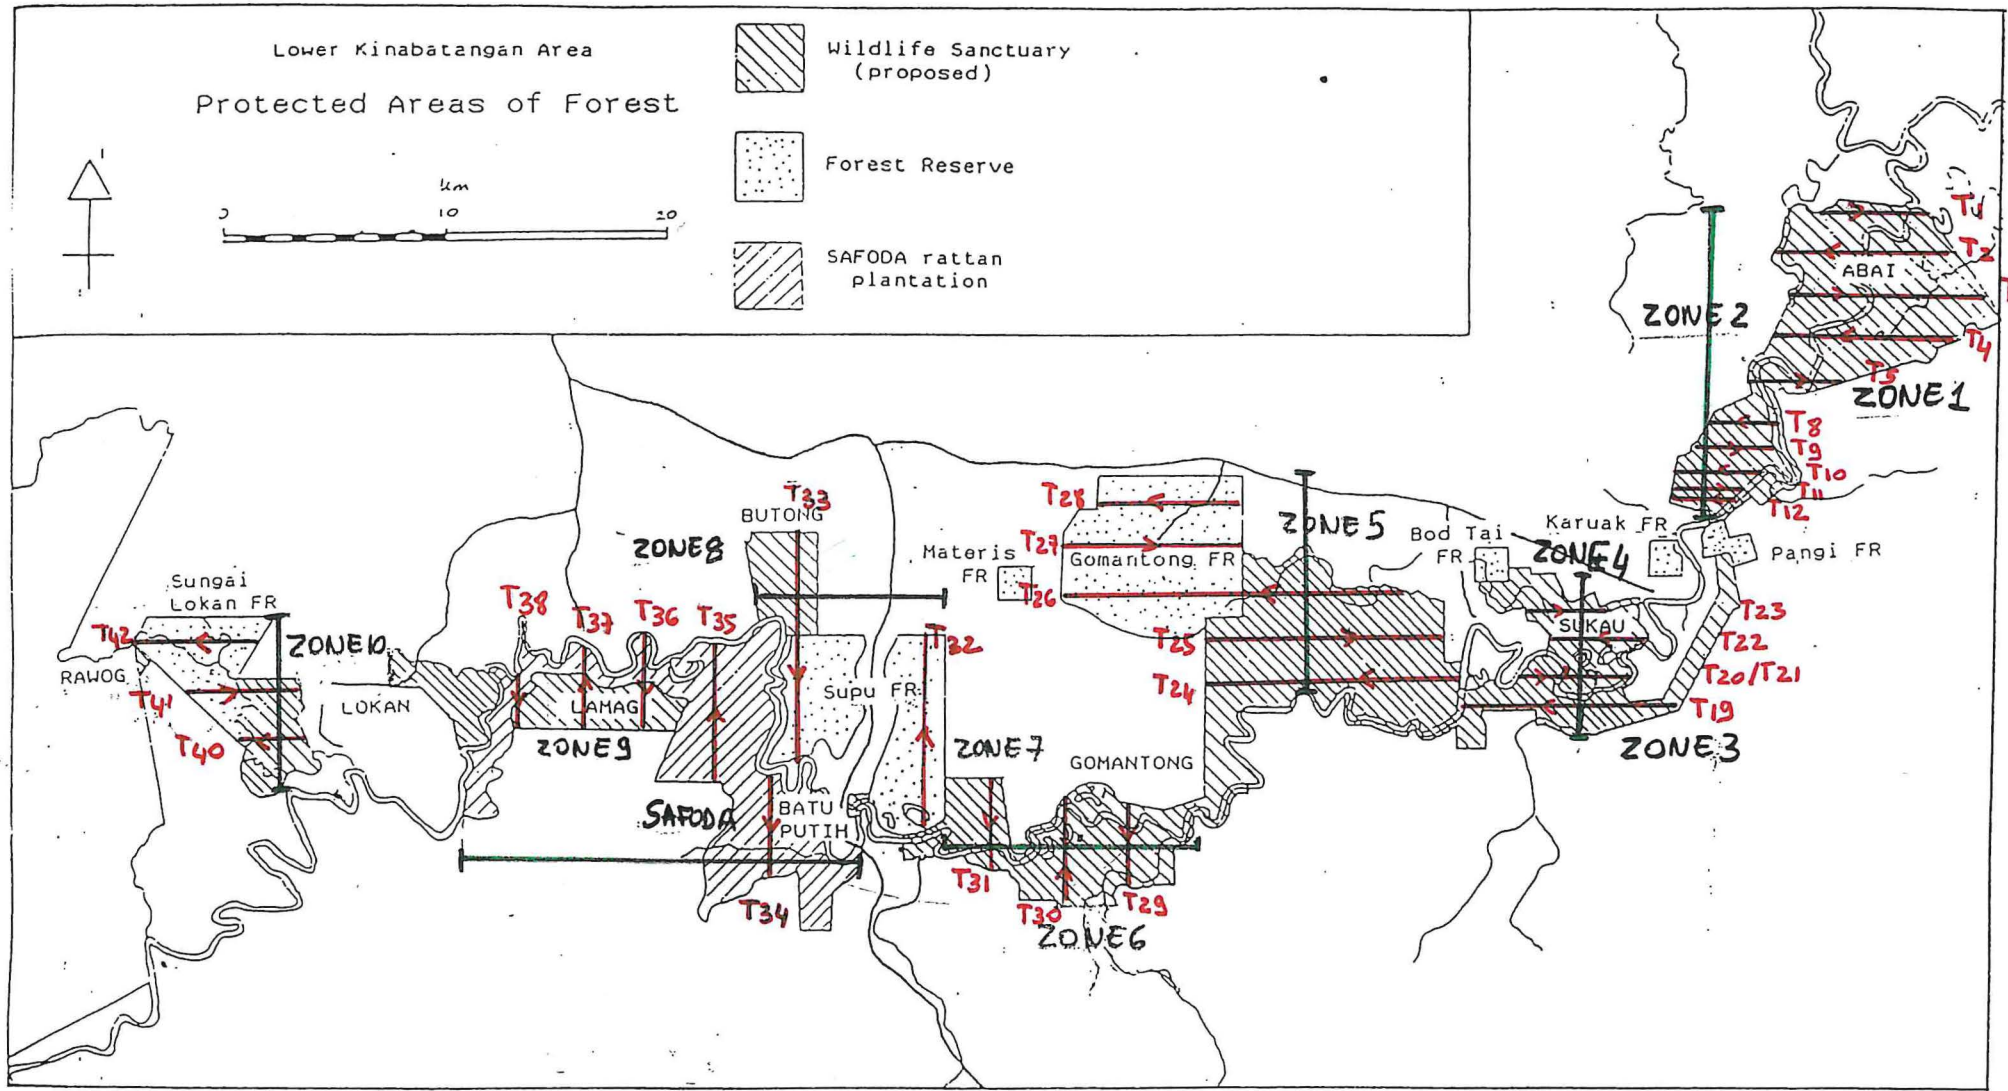 Lower Kinabatangan Area
Protected Areas of Forest
km
0 10 20
Wildlife Sanctuary
(proposed)
Forest Reserve
SAFODA rattan
plantation
T1
T2
ABAI
T
ZONE 2
T4
T5
ZONE 1
T8
T9
T10
T11
T12
T33
BUTONG
T28
ZONE 5
ZONE 8
Materis
FR
T27
Gomantong FR
Bod Tai
FR
Karuak FR
ZONE 4
Pangi FR
Sungai
Lokan FR
T38
T37
T36
T35
T26
T23
T42
ZONE 10
T32
T25
SUKAU
T22
RAWOG
T41
LOKAN
LAMAG
Supu FR
T24
T20/T21
T19
T40
ZONE 9
ZONE 7
GOMANTONG
ZONE 3
SAFODA
BATU
PUTIH
T31
T34
T30
T29
ZONE 6